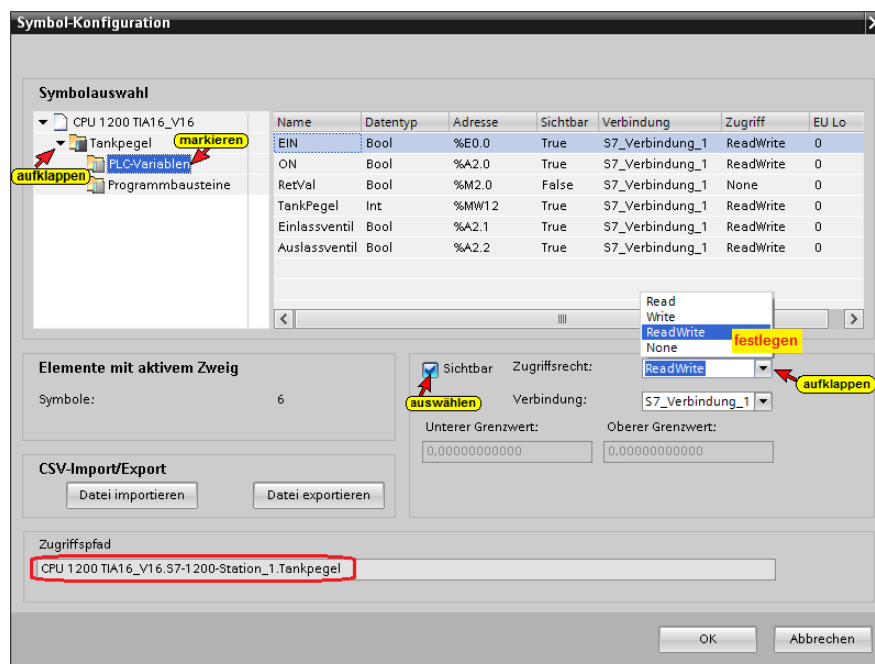 Symbol-Konfiguration
Symbolauswahl
CPU 1200 TIA16_V16
Tankpegel
markieren
PLC-Variablen
aufklappen
Programmbausteine
Name Datentyp Adresse Sichtbar Verbindung Zugriff EU Lo
EIN Bool %E0.0 True S7_Verbindung_1 ReadWrite 0
ON Bool %A2.0 True S7_Verbindung_1 ReadWrite 0
RetVal Bool %M2.0 False S7_Verbindung_1 None 0
TankPegel Int %MW12 True S7_Verbindung_1 ReadWrite 0
Einlassventil Bool %A2.1 True S7_Verbindung_1 ReadWrite 0
Auslassventil Bool %A2.2 True S7_Verbindung_1 ReadWrite 0
Read
Write
ReadWrite
None
festlegen
Elemente mit aktivem Zweig
Symbole: 6
Sichtbar Zugriffsrecht: ReadWrite
aufklappen
auswählen
Verbindung: S7_Verbindung_1
Unterer Grenzwert: Oberer Grenzwert:
0,00000000000 0,00000000000
CSV-Import/Export
Datei importieren Datei exportieren
Zugriffspfad
CPU 1200 TIA16_V16.S7-1200-Station_1.Tankpegel
OK Abbrechen